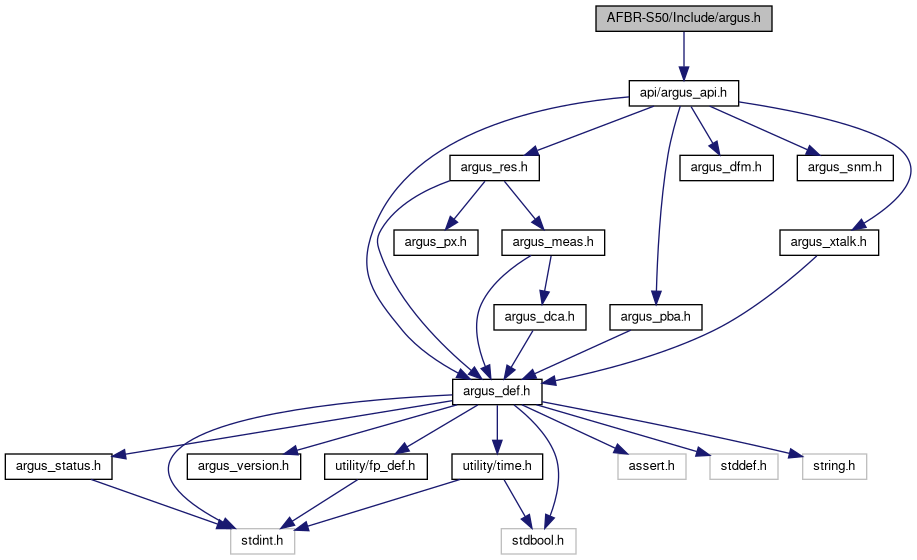 AFBR-S50/Include/argus.h
api/argus_api.h
argus_res.h
argus_dfm.h
argus_snm.h
argus_px.h
argus_meas.h
argus_xtalk.h
argus_dca.h
argus_pba.h
argus_def.h
argus_status.h
argus_version.h
utility/fp_def.h
utility/time.h
assert.h
stddef.h
string.h
stdint.h
stdbool.h